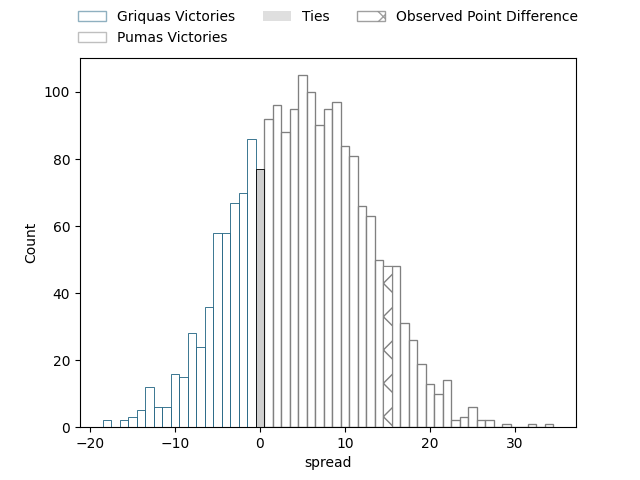 Griquas Victories
Ties
Observed Point Difference
Pumas Victories
100
80
60
40
20
0
Count
−20
−10
0
10
20
30
spread